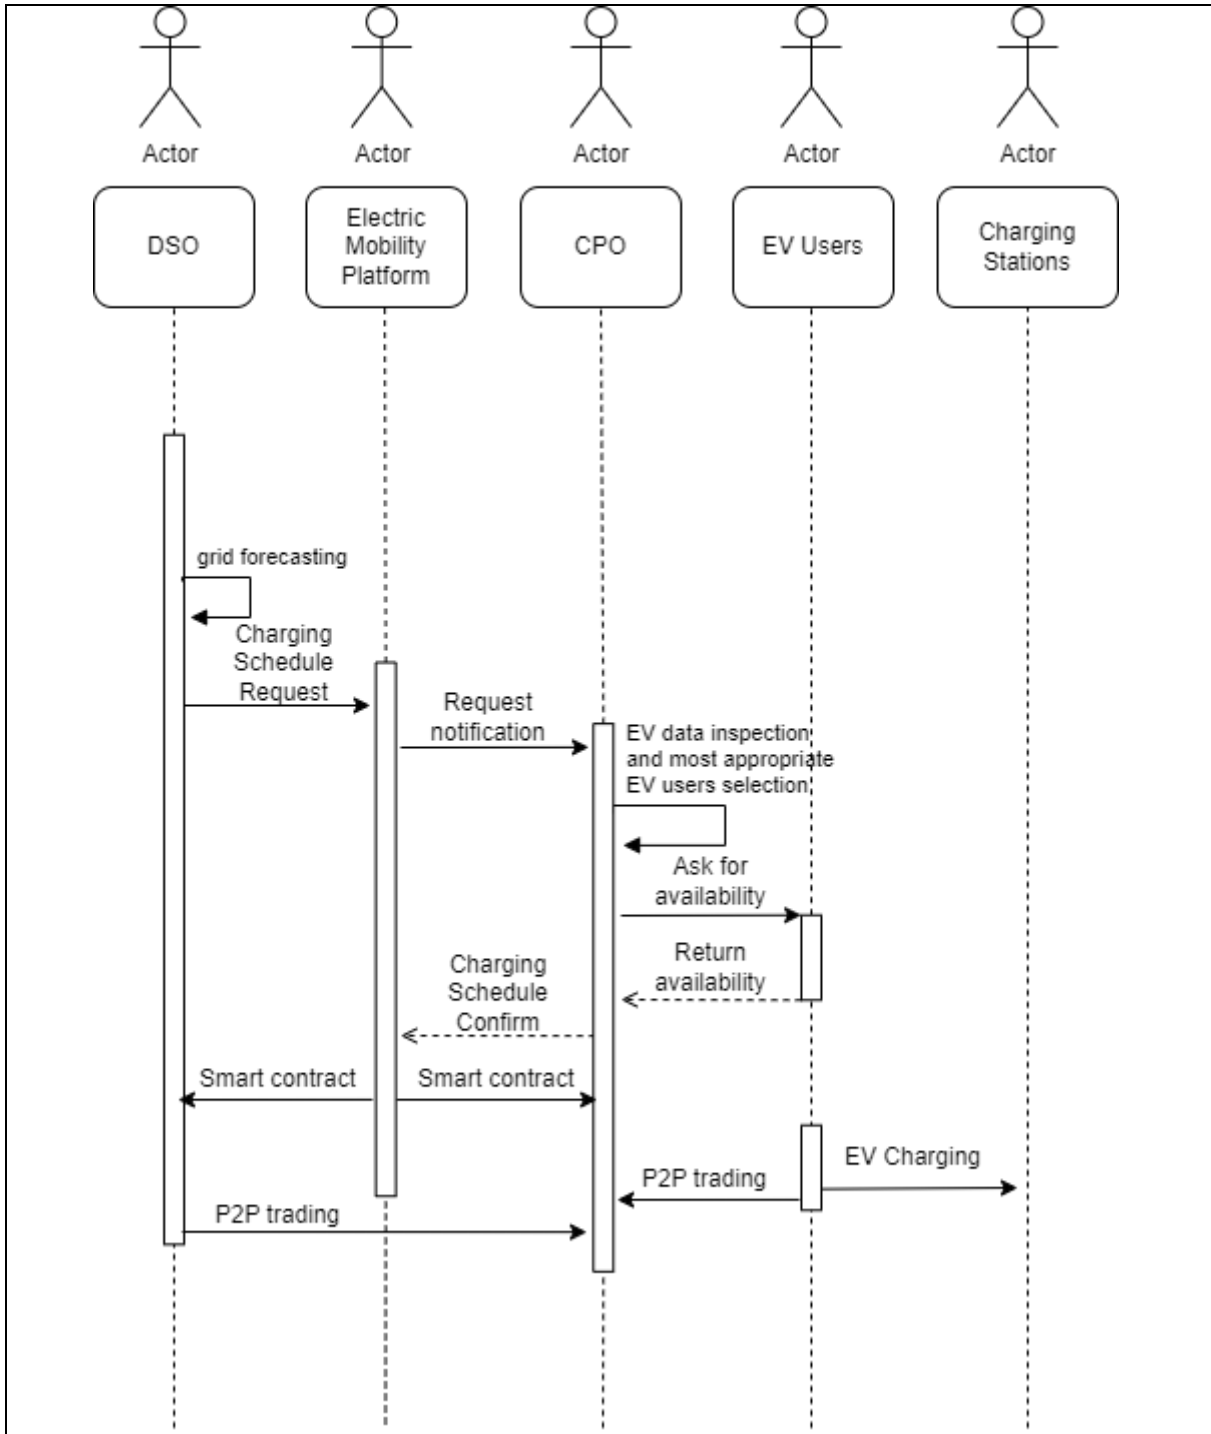 Actor
Actor
Actor
Actor
Actor
DSO
Electric
Mobility
Platform
CPO
EV Users
Charging
Stations
grid forecasting
Charging
Schedule
Request
Request
notification
EV data inspection
and most appropriate
EV users selection
Ask for
availability
Return
availability
Charging
Schedule
Confirm
Smart contract
Smart contract
EV Charging
P2P trading
P2P trading